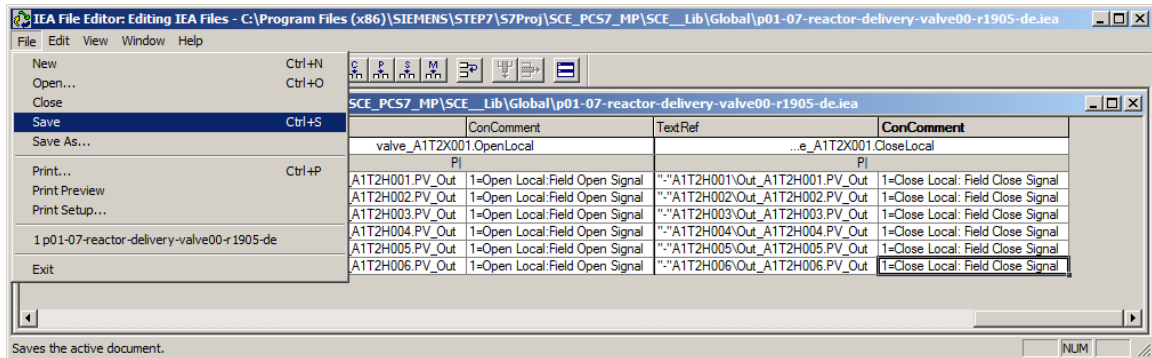 IEA File Editor: Editing IEA Files - C:\Program Files (x86)\SIEMENS\STEP7\S7Proj\SCE_PCS7_MP\SCE__Lib\Global\p01-07-reactor-delivery-valve00-r1905-de.iea
File Edit View Window Help
New Ctrl+N
Open... Ctrl+O
Close
Save Ctrl+S
Save As...
Print... Ctrl+P
Print Preview
Print Setup...
1 p01-07-reactor-delivery-valve00-r1905-de
Exit
C P S M
SCE_PCS7_MP\SCE__Lib\Global\p01-07-reactor-delivery-valve00-r1905-de.iea
ConComment TextRef ConComment
valve_A1T2X001.OpenLocal ...e_A1T2X001.CloseLocal
PI PI
A1T2H001.PV_Out 1=Open Local:Field Open Signal "-"A1T2H001\Out_A1T2H001.PV_Out 1=Close Local: Field Close Signal
A1T2H002.PV_Out 1=Open Local:Field Open Signal "-"A1T2H002\Out_A1T2H002.PV_Out 1=Close Local: Field Close Signal
A1T2H003.PV_Out 1=Open Local:Field Open Signal "-"A1T2H003\Out_A1T2H003.PV_Out 1=Close Local: Field Close Signal
A1T2H004.PV_Out 1=Open Local:Field Open Signal "-"A1T2H004\Out_A1T2H004.PV_Out 1=Close Local: Field Close Signal
A1T2H005.PV_Out 1=Open Local:Field Open Signal "-"A1T2H005\Out_A1T2H005.PV_Out 1=Close Local: Field Close Signal
A1T2H006.PV_Out 1=Open Local:Field Open Signal "-"A1T2H006\Out_A1T2H006.PV_Out 1=Close Local: Field Close Signal
Saves the active document. NUM